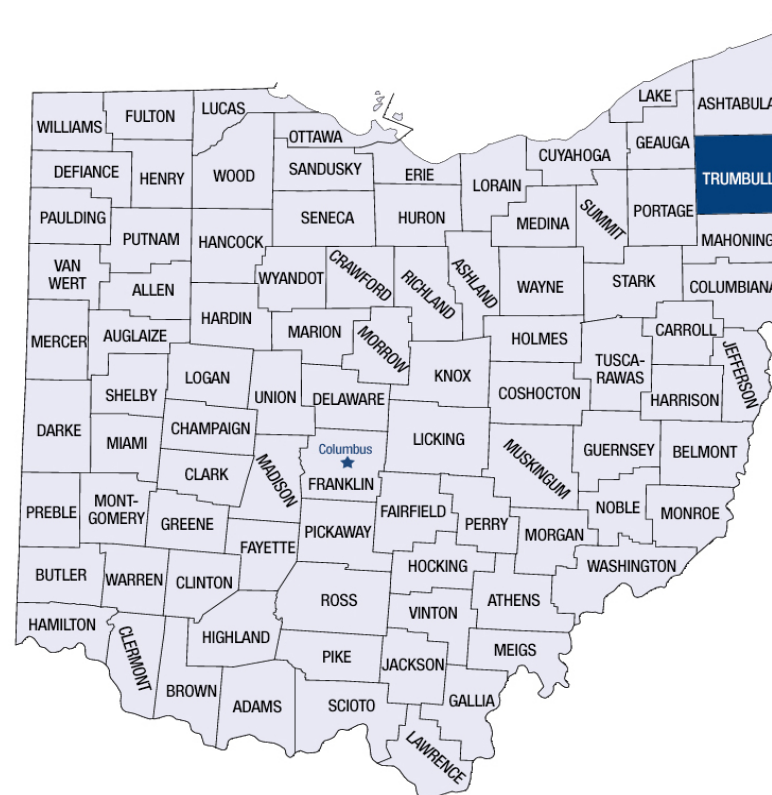 LAKE
ASHTABULA
LUCAS
FULTON
WILLIAMS
OTTAWA
GEAUGA
CUYAHOGA
DEFIANCE
HENRY
WOOD
SANDUSKY
ERIE
LORAIN
TRUMBULL
PAULDING
SENECA
HURON
MEDINA
SUMMIT
PORTAGE
PUTNAM
HANCOCK
MAHONING
VAN
WERT
ALLEN
WYANDOT
CRAWFORD
RICHLAND
ASHLAND
WAYNE
STARK
COLUMBIANA
HARDIN
MERCER
AUGLAIZE
MARION
MORROW
HOLMES
CARROLL
JEFFERSON
TUSCA-
RAWAS
LOGAN
KNOX
SHELBY
UNION
DELAWARE
COSHOCTON
HARRISON
DARKE
MIAMI
CHAMPAIGN
LICKING
MUSKINGUM
GUERNSEY
BELMONT
Columbus
FRANKLIN
CLARK
MADISON
PREBLE
MONT-
GOMERY
GREENE
PICKAWAY
FAIRFIELD
PERRY
NOBLE
MONROE
MORGAN
FAYETTE
HOCKING
WASHINGTON
BUTLER
WARREN
CLINTON
ROSS
VINTON
ATHENS
HAMILTON
CLERMONT
HIGHLAND
PIKE
JACKSON
MEIGS
BROWN
ADAMS
SCIOTO
GALLIA
LAWRENCE